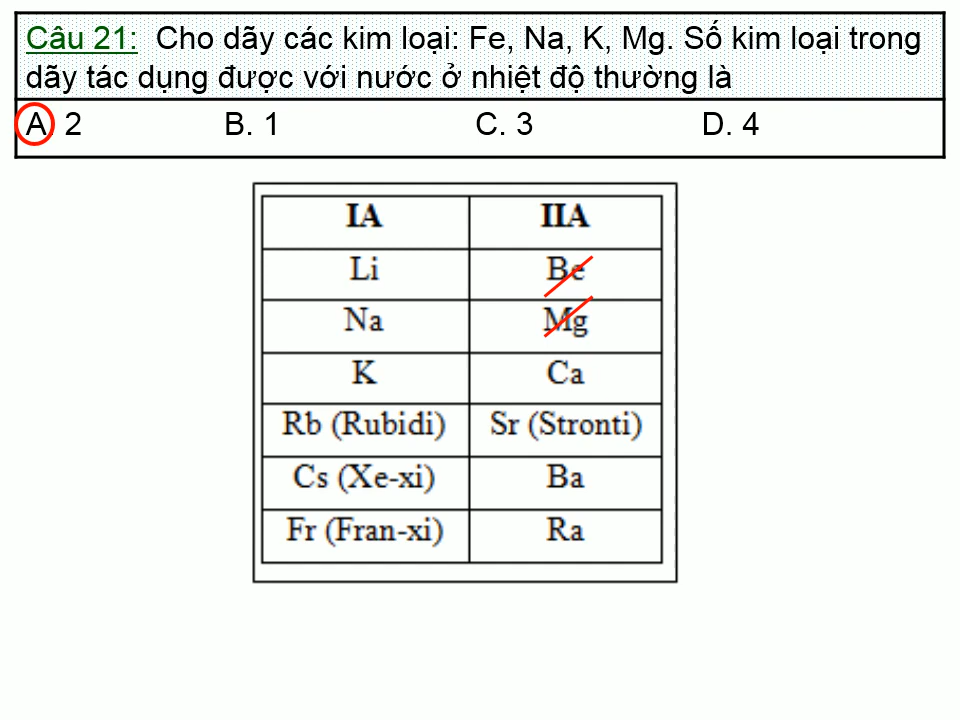 Câu 21: Cho dãy các kim loại: Fe, Na, K, Mg. Số kim loại trong
dãy tác dụng được với nước ở nhiệt độ thường là
A. 2 B. 1 C. 3 D. 4
IA IIA
Li Be
Na Mg
K Ca
Rb (Rubidi) Sr (Stronti)
Cs (Xe-xi) Ba
Fr (Fran-xi) Ra